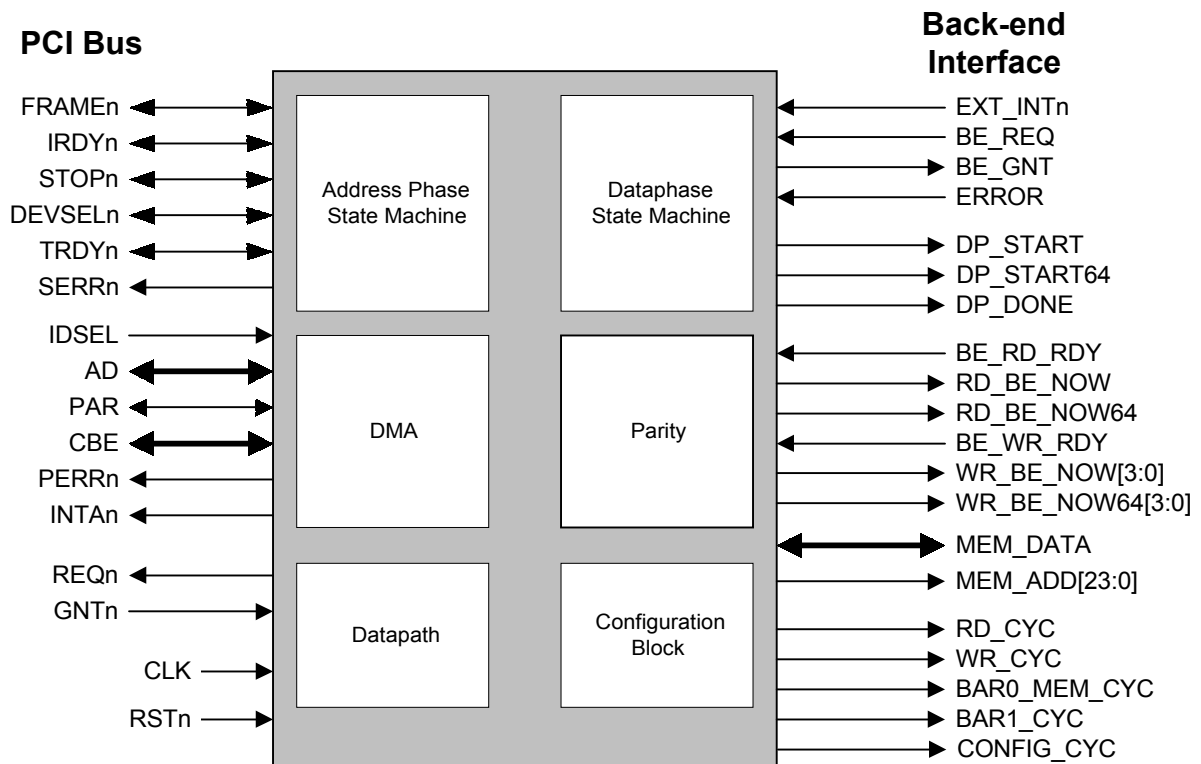 PCI Bus
FRAMEn
IRDYn
STOPn
DEVSELn
TRDYn
SERRn
IDSEL
AD
PAR
CBE
PERRn
INTAn
REQn
GNTn
CLK
RSTn
Address Phase
State Machine
Dataphase
State Machine
DMA
Parity
Datapath
Configuration
Block
Back-end
Interface
EXT_INTn
BE_REQ
BE_GNT
ERROR
DP_START
DP_START64
DP_DONE
BE_RD_RDY
RD_BE_NOW
RD_BE_NOW64
BE_WR_RDY
WR_BE_NOW[3:0]
WR_BE_NOW64[3:0]
MEM_DATA
MEM_ADD[23:0]
RD_CYC
WR_CYC
BAR0_MEM_CYC
BAR1_CYC
CONFIG_CYC